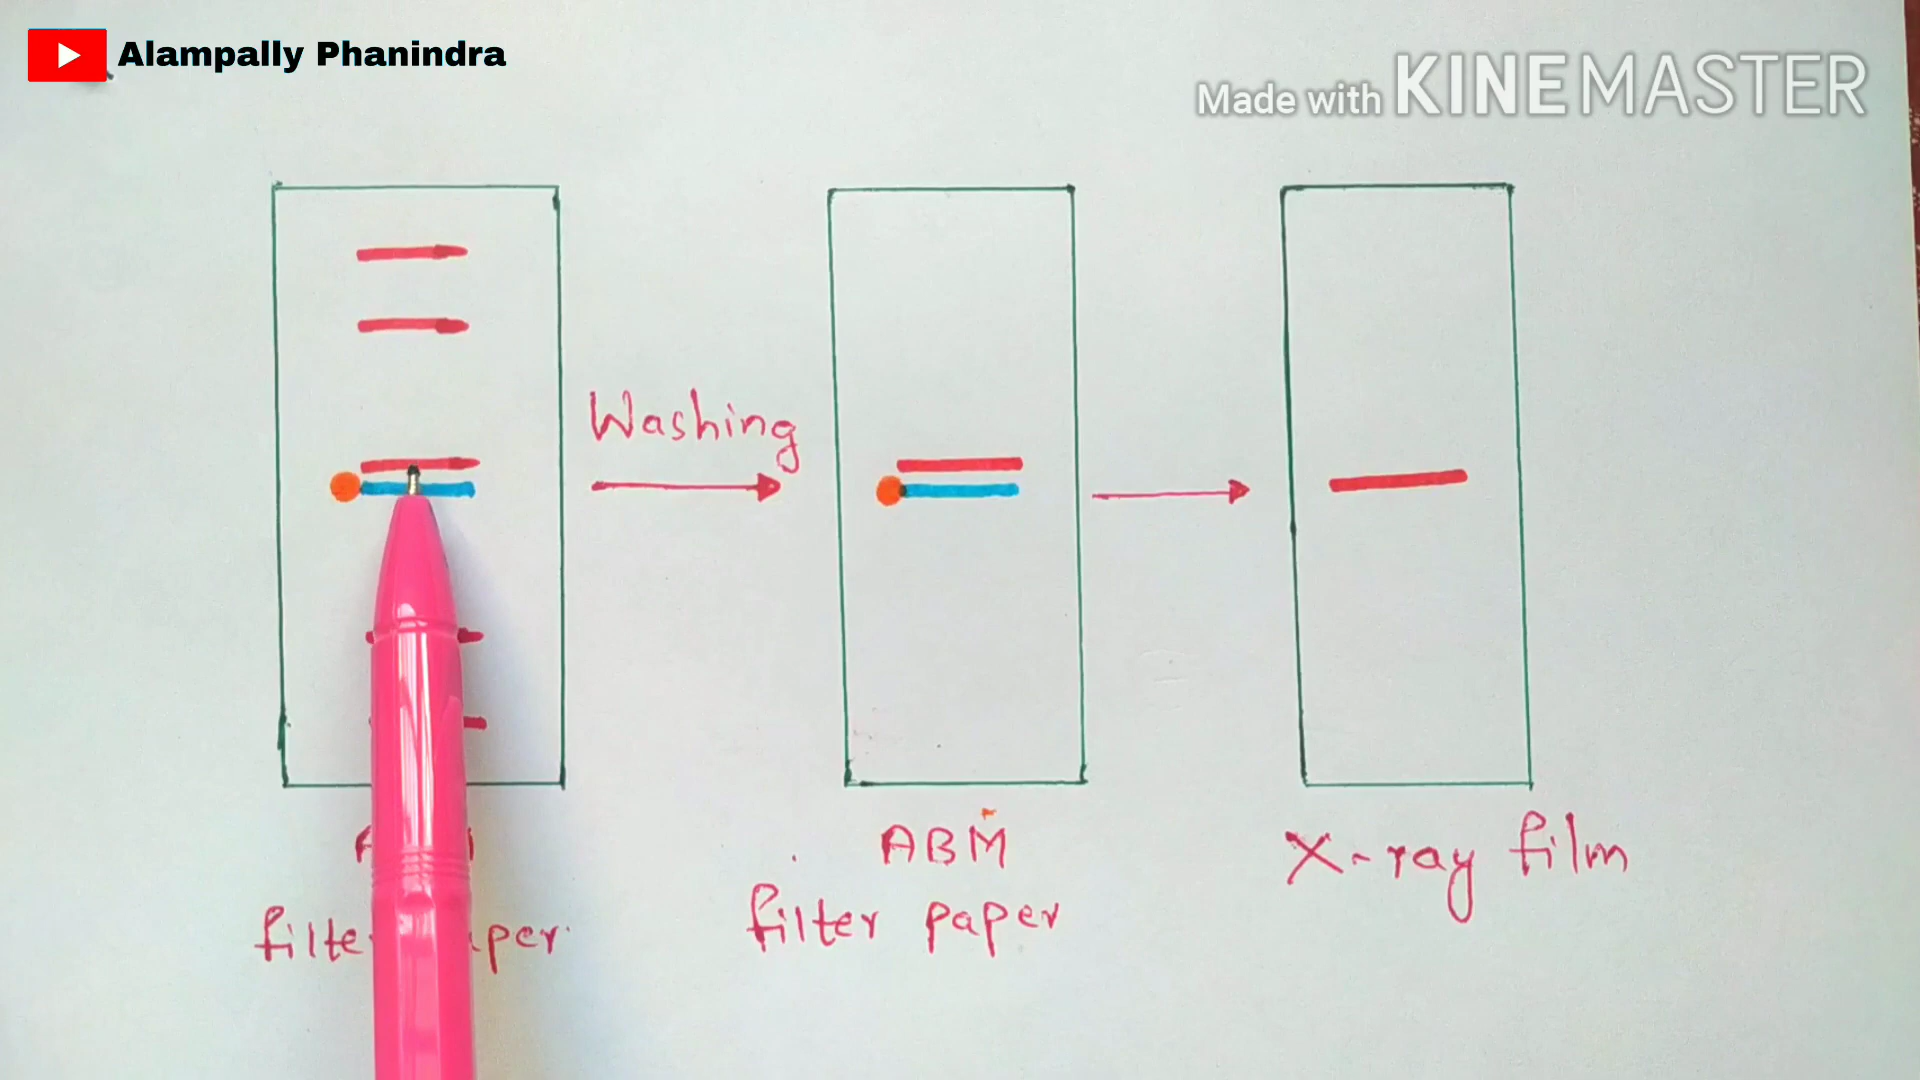 Alampally Phanindra
Made with KINEMASTER
Washing
ABM
filter paper
X-ray film